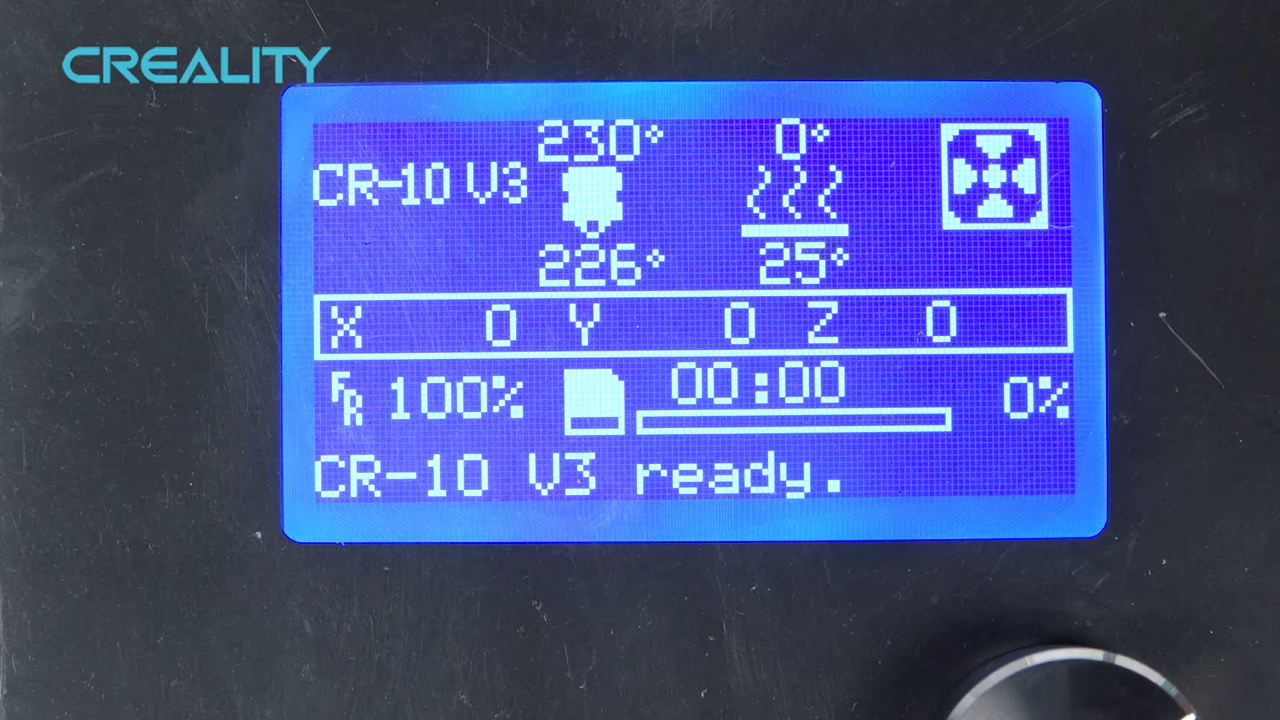 CREALITY
230° 0°
CR-10 V3
226° 25°
X 0 Y 0 Z 0
FR 100% 00:00 0%
CR-10 V3 ready.